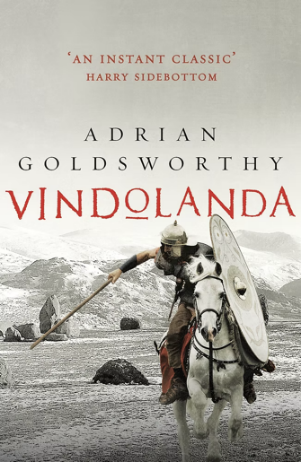 ‘AN INSTANT CLASSIC’
HARRY SIDEBOTTOM
ADRIAN
GOLDSWORTHY
VINDOLANDA